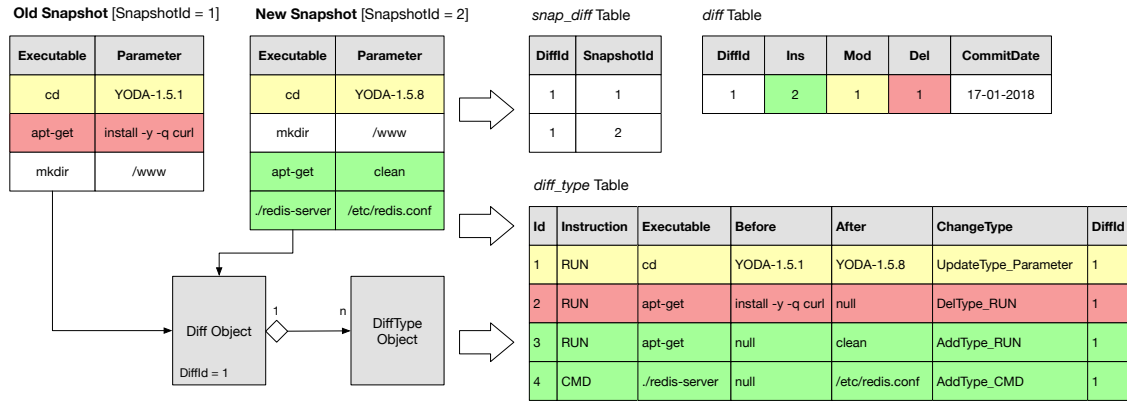 Old Snapshot [SnapshotId = 1]
Executable Parameter
cd YODA-1.5.1
apt-get install -y -q curl
mkdir /www
New Snapshot [SnapshotId = 2]
Executable Parameter
cd YODA-1.5.8
mkdir /www
apt-get clean
./redis-server /etc/redis.conf
snap_diff Table
DiffId SnapshotId
1 1
1 2
diff Table
DiffId Ins Mod Del CommitDate
1 2 1 1 17-01-2018
diff_type Table
Id Instruction Executable Before After ChangeType DiffId
1 RUN cd YODA-1.5.1 YODA-1.5.8 UpdateType_Parameter 1
2 RUN apt-get install -y -q curl null DelType_RUN 1
3 RUN apt-get null clean AddType_RUN 1
4 CMD ./redis-server null /etc/redis.conf AddType_CMD 1
Diff Object
DiffId = 1
1 n
DiffType
Object